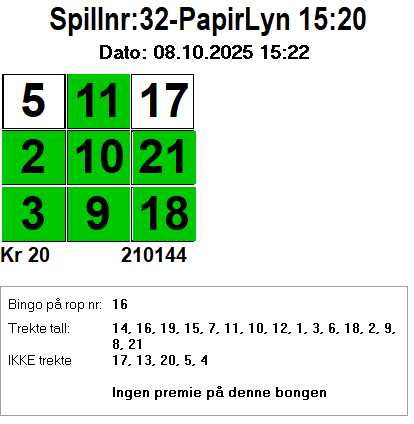 Spillnr:32-PapirLyn 15:20
Dato: 08.10.2025 15:22
5 11 17
2 10 21
3 9 18
Kr 20 210144
Bingo på rop nr: 16
Trekte tall: 14, 16, 19, 15, 7, 11, 10, 12, 1, 3, 6, 18, 2, 9,
8, 21
IKKE trekte 17, 13, 20, 5, 4
Ingen premie på denne bongen